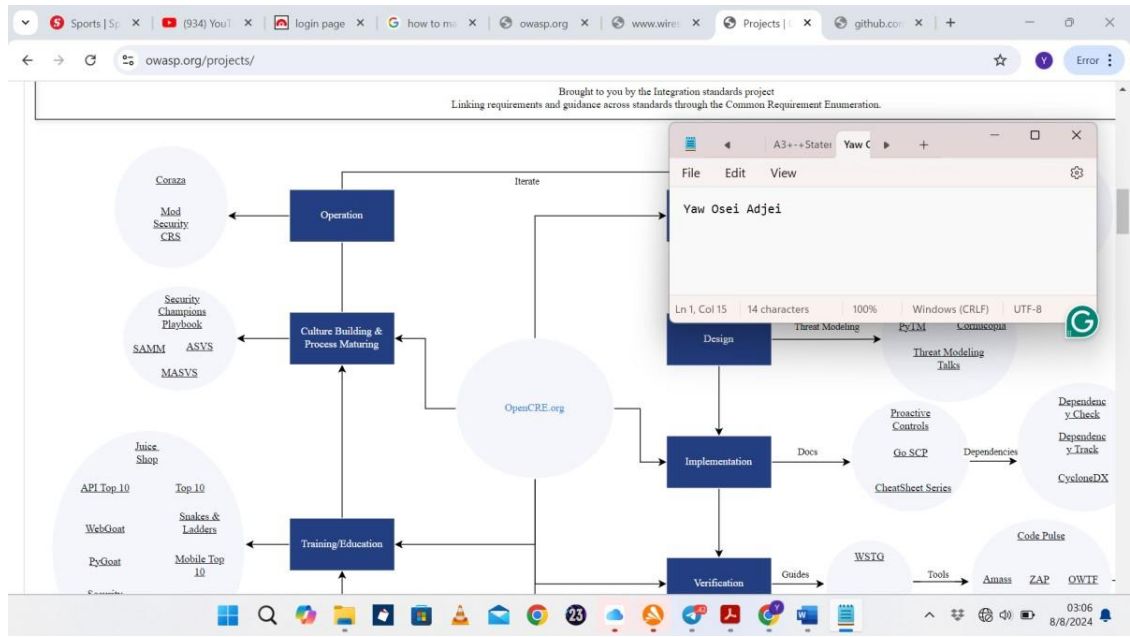 Sports | Sp
(934) YouT
login page
how to ma
owasp.org
www.wires
Projects |
github.com
owasp.org/projects/
Y
Error
Brought to you by the Integration standards project
Linking requirements and guidance across standards through the Common Requirement Enumeration.
A3+-+Stater
Yaw O
File
Edit
View
Yaw Osei Adjei
Ln 1, Col 15
14 characters
100%
Windows (CRLF)
UTF-8
Coraza
Mod
Security
CRS
Operation
Iterate
Security
Champions
Playbook
SAMM
ASVS
MASVS
Culture Building &
Process Maturing
OpenCRE.org
Design
Threat Modeling
PyTM
Cornucopia
Threat Modeling
Talks
Implementation
Docs
Proactive
Controls
Go SCP
CheatSheet Series
Dependencies
Dependenc
y Check
Dependenc
y Track
CycloneDX
Juice
Shop
API Top 10
Top 10
WebGoat
Snakes &
Ladders
PyGoat
Mobile Top
10
Security
Training/Education
Verification
Guides
WSTG
Tools
Code Pulse
Amass
ZAP
OWTF
23
03:06
8/8/2024